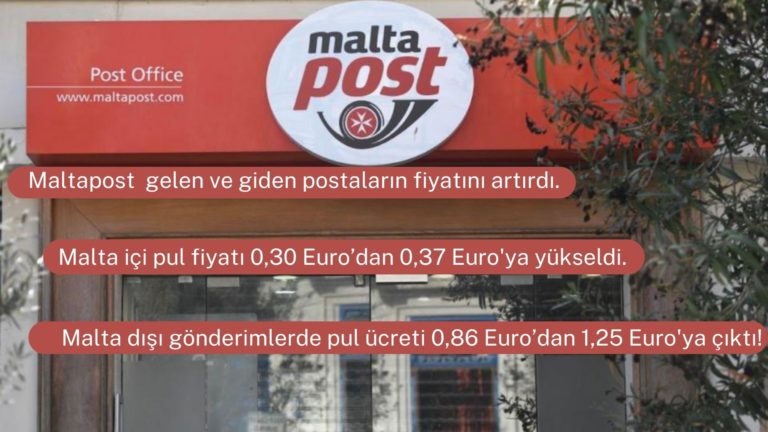 malta
post
Post Office
www.maltapost.com
Maltapost gelen ve giden postaların fiyatını artırdı.
Malta içi pul fiyatı 0,30 Euro’dan 0,37 Euro'ya yükseldi.
Malta dışı gönderimlerde pul ücreti 0,86 Euro’dan 1,25 Euro'ya çıktı!